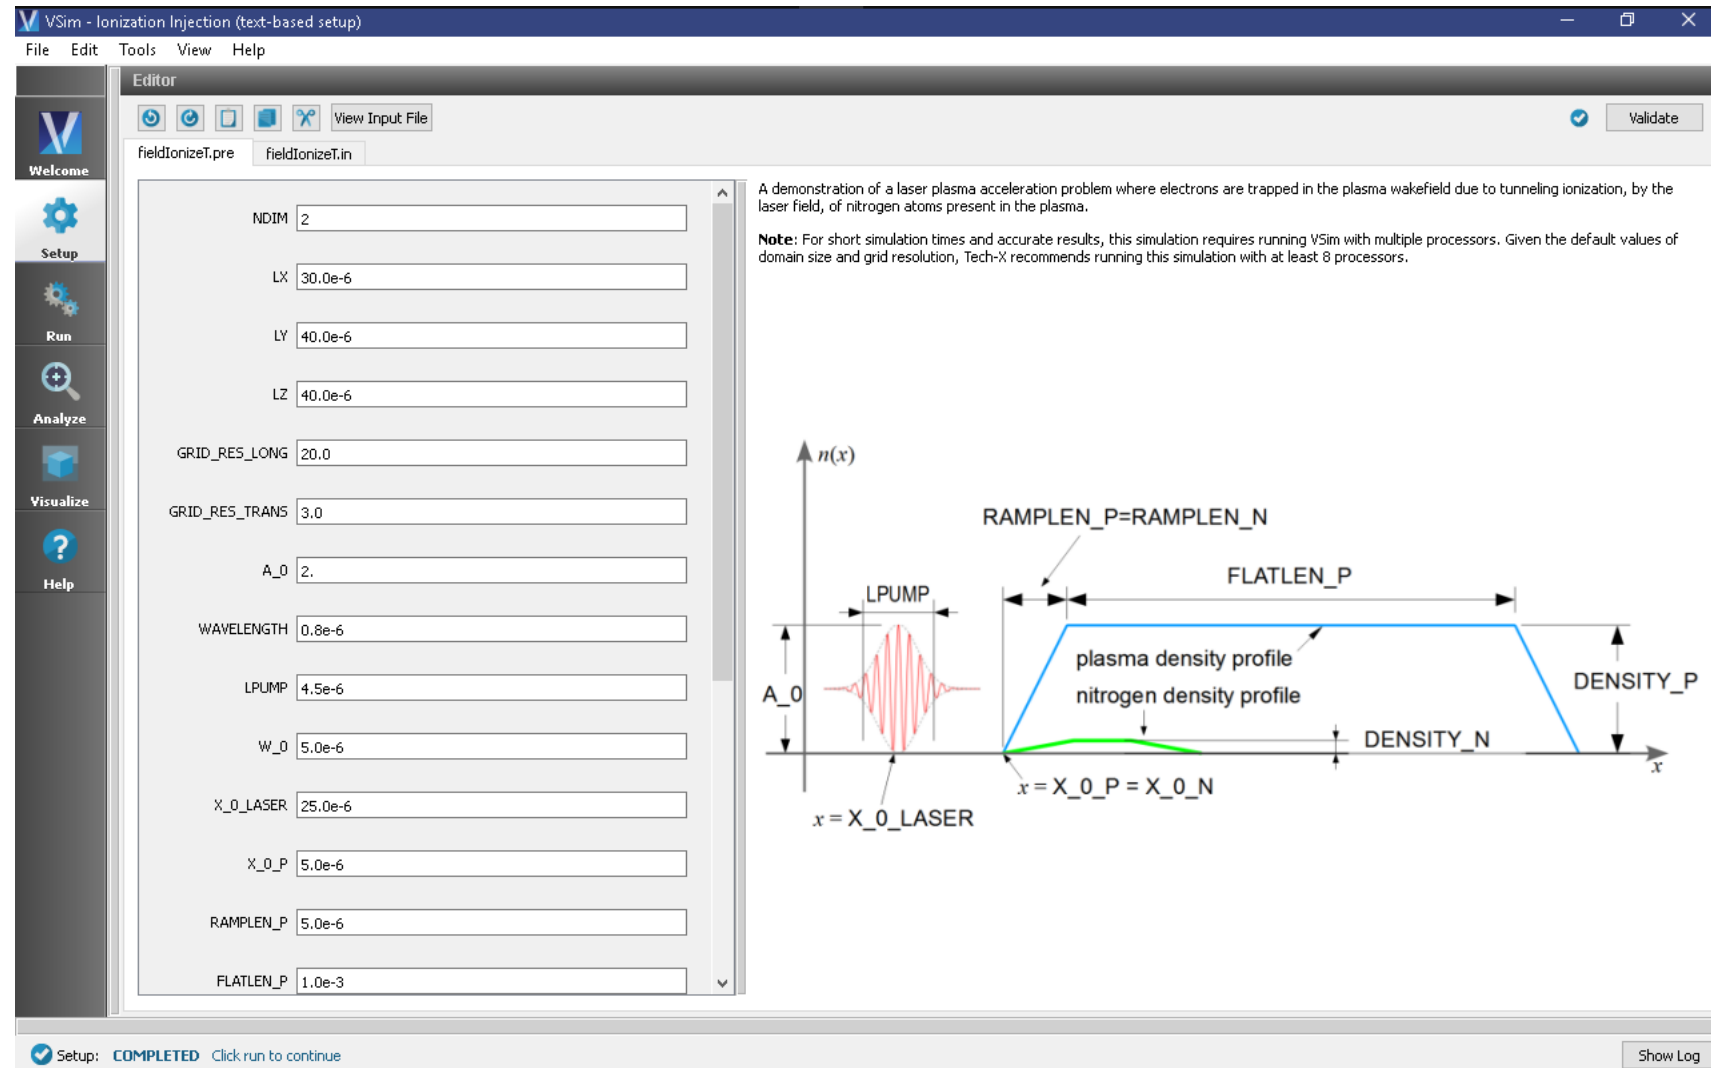 VSim - Ionization Injection (text-based setup)
File Edit Tools View Help
Editor
View Input File
Validate
fieldIonizeT.pre fieldIonizeT.in
Welcome
Setup
Run
Analyze
Visualize
Help
NDIM 2
LX 30.0e-6
LY 40.0e-6
LZ 40.0e-6
GRID_RES_LONG 20.0
GRID_RES_TRANS 3.0
A_0 2.
WAVELENGTH 0.8e-6
LPUMP 4.5e-6
W_0 5.0e-6
X_0_LASER 25.0e-6
X_0_P 5.0e-6
RAMPLEN_P 5.0e-6
FLATLEN_P 1.0e-3
A demonstration of a laser plasma acceleration problem where electrons are trapped in the plasma wakefield due to tunneling ionization, by the
laser field, of nitrogen atoms present in the plasma.
Note: For short simulation times and accurate results, this simulation requires running VSim with multiple processors. Given the default values of
domain size and grid resolution, Tech-X recommends running this simulation with at least 8 processors.
n(x)
RAMPLEN_P=RAMPLEN_N
FLATLEN_P
LPUMP
plasma density profile
nitrogen density profile
A_0
DENSITY_P
DENSITY_N
x
x = X_0_P = X_0_N
x = X_0_LASER
Setup: COMPLETED Click run to continue
Show Log